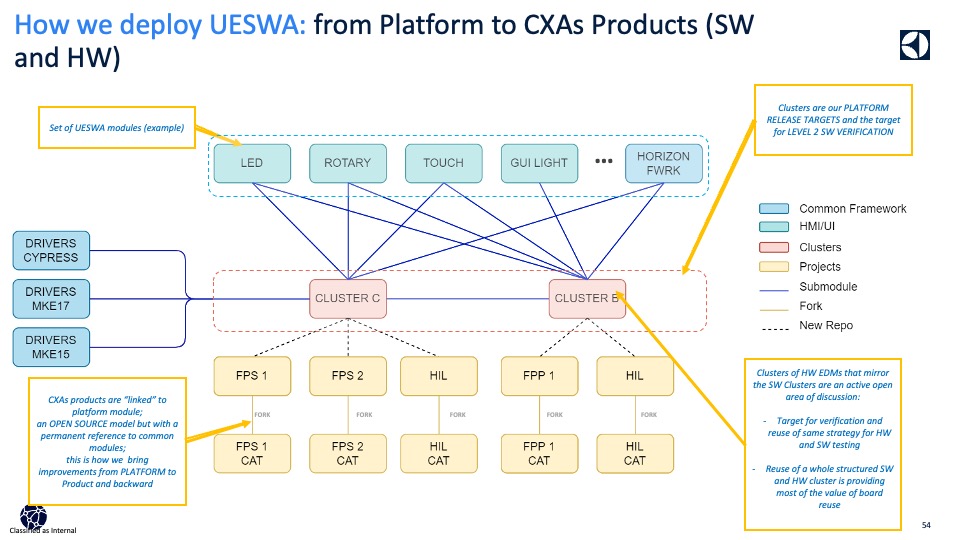 How we deploy UESWA: from Platform to CXAs Products (SW
and HW)
Set of UESWA modules (example)
Clusters are our PLATFORM
RELEASE TARGETS and the target
for LEVEL 2 SW VERIFICATION
LED
ROTARY
TOUCH
GUI LIGHT
•••
HORIZON
FWRK
Common Framework
HMI/UI
Clusters
Projects
Submodule
Fork
New Repo
DRIVERS
CYPRESS
DRIVERS
MKE17
DRIVERS
MKE15
CLUSTER C
CLUSTER B
FPS 1
FPS 2
HIL
FPP 1
HIL
FORK
FORK
FORK
FORK
FORK
FPS 1
CAT
FPS 2
CAT
HIL
CAT
FPP 1
CAT
HIL
CAT
CXAs products are "linked" to
platform module;
an OPEN SOURCE model but with a
permanent reference to common
modules;
this is how we bring
improvements from PLATFORM to
Product and backward
Clusters of HW EDMs that mirror
the SW Clusters are an active open
area of discussion:
- Target for verification and
reuse of same strategy for HW
and SW testing
- Reuse of a whole structured SW
and HW cluster is providing
most of the value of board
reuse
Classified as Internal
54